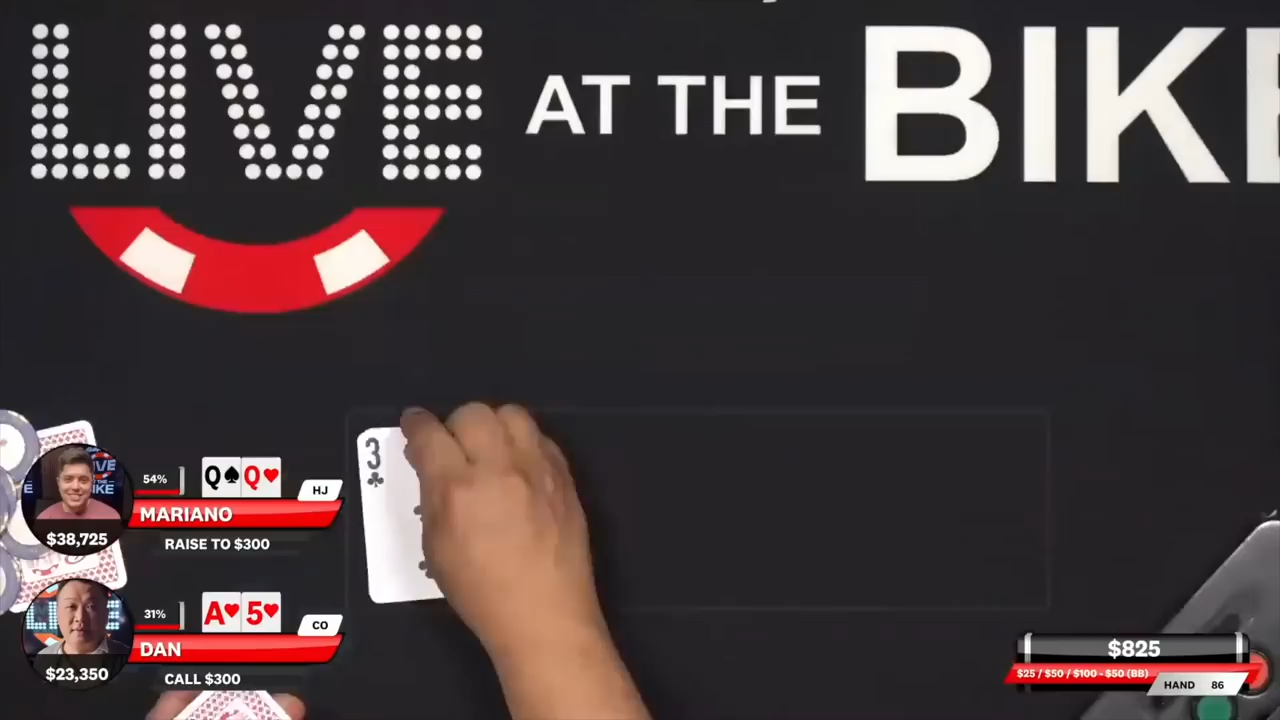 LIVE AT THE BIKE
3
54%
Q♠ Q♥
HJ
MARIANO
$38,725
RAISE TO $300
31%
A♥ 5♥
CO
DAN
$23,350
CALL $300
$825
$25 / $50 / $100 - $50 (BB)
HAND 86